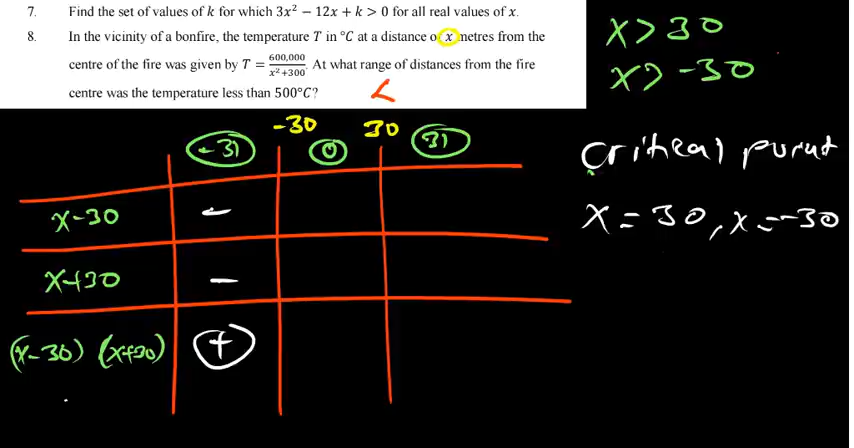 7. Find the set of values of k for which 3x² − 12x + k > 0 for all real values of x.
8. In the vicinity of a bonfire, the temperature T in °C at a distance o x metres from the
centre of the fire was given by T = 600,000/x²+300. At what range of distances from the fire
centre was the temperature less than 500°C?
<
x > 30
x > -30
critical point
x = 30, x = -30
-30 30
-31 0 31
x-30 -
x+30 -
(x-30) (x+30) +